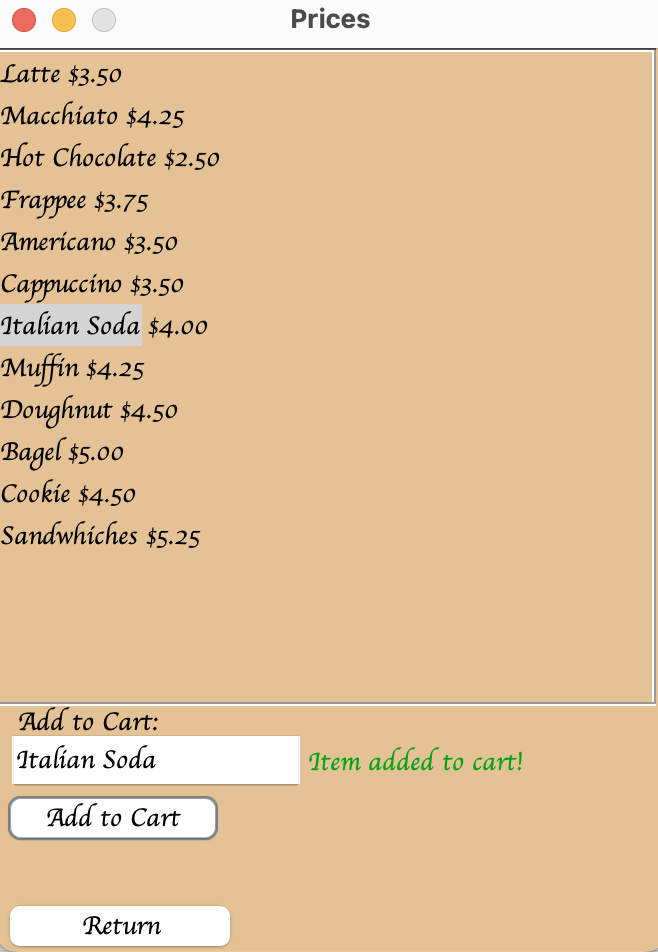 Prices
Latte $3.50
Macchiato $4.25
Hot Chocolate $2.50
Frappee $3.75
Americano $3.50
Cappuccino $3.50
Italian Soda $4.00
Muffin $4.25
Doughnut $4.50
Bagel $5.00
Cookie $4.50
Sandwhiches $5.25
Add to Cart:
Italian Soda Item added to cart!
Add to Cart
Return